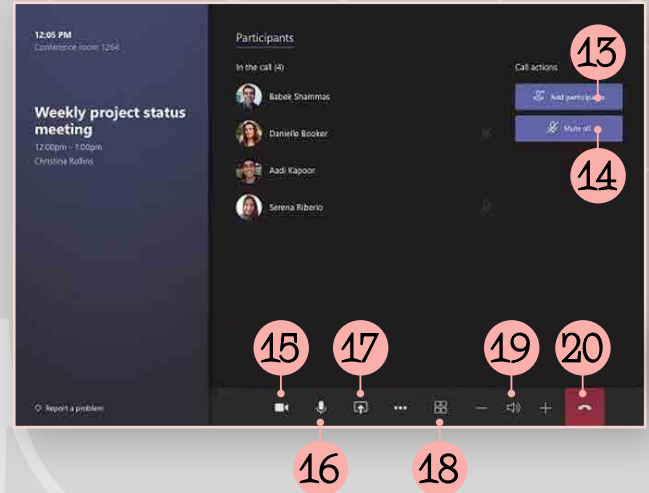 12:05 PM
Conference room 1264
Weekly project status
meeting
12:00pm - 1:00pm
Christina Rollins
Report a problem
Participants
In the call (4)
Babek Shammas
Danielle Booker
Aadi Kapoor
Serena Riberio
Call actions
13
Add participants
Mute all
14
15
17
19
20
16
18